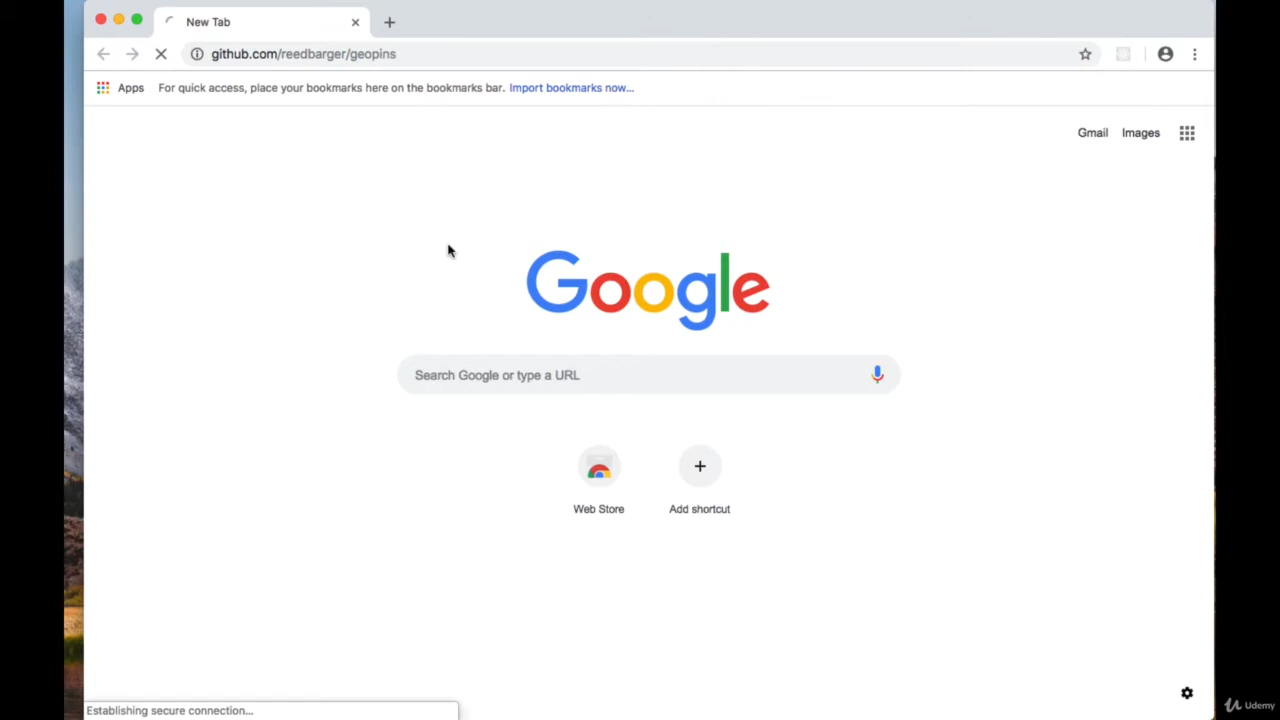 New Tab
github.com/reedbarger/geopins
Apps For quick access, place your bookmarks here on the bookmarks bar. Import bookmarks now...
Gmail Images
Google
Search Google or type a URL
Web Store Add shortcut
Establishing secure connection...
Udemy